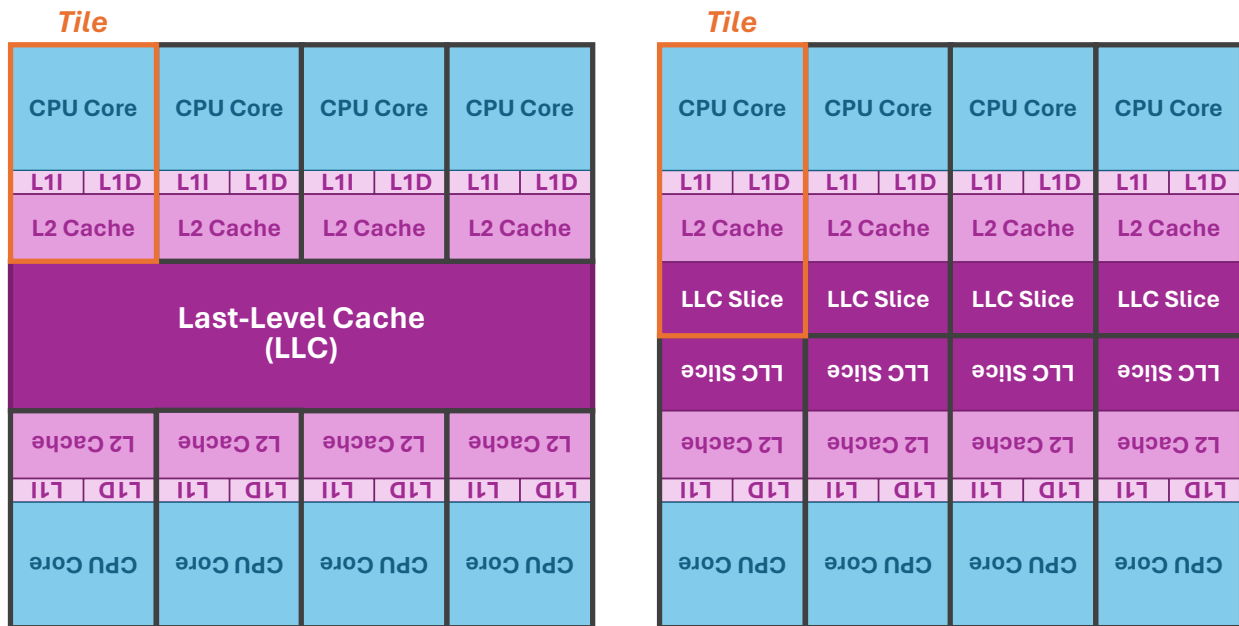 Tile
CPU Core CPU Core CPU Core CPU Core
L1I L1D L1I L1D L1I L1D L1I L1D
L2 Cache L2 Cache L2 Cache L2 Cache
Last-Level Cache
(LLC)
L2 Cache L2 Cache L2 Cache L2 Cache
L1I L1D L1I L1D L1I L1D L1I L1D
CPU Core CPU Core CPU Core CPU Core
Tile
CPU Core CPU Core CPU Core CPU Core
L1I L1D L1I L1D L1I L1D L1I L1D
L2 Cache L2 Cache L2 Cache L2 Cache
LLC Slice LLC Slice LLC Slice LLC Slice
LLC Slice LLC Slice LLC Slice LLC Slice
L2 Cache L2 Cache L2 Cache L2 Cache
L1I L1D L1I L1D L1I L1D L1I L1D
CPU Core CPU Core CPU Core CPU Core